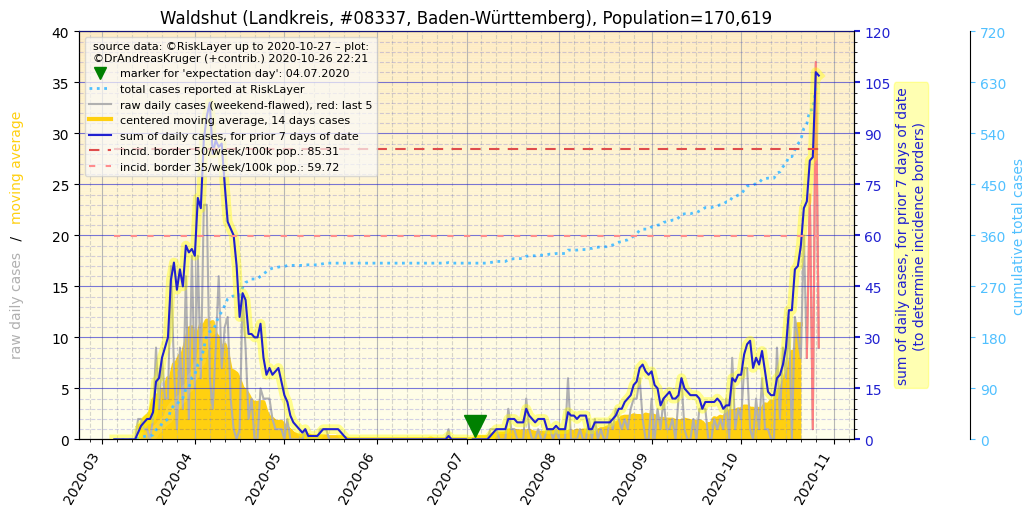 Waldshut (Landkreis, #08337, Baden-Württemberg), Population=170,619
source data: ©RiskLayer up to 2020-10-27 – plot:
©DrAndreasKruger (+contrib.) 2020-10-26 22:21
marker for 'expectation day': 04.07.2020
total cases reported at RiskLayer
raw daily cases (weekend-flawed), red: last 5
centered moving average, 14 days cases
sum of daily cases, for prior 7 days of date
incid. border 50/week/100k pop.: 85.31
incid. border 35/week/100k pop.: 59.72
raw daily cases / moving average
40
35
30
25
20
15
10
5
0
120
105
90
75
60
45
30
15
0
sum of daily cases, for prior 7 days of date
(to determine incidence borders)
720
630
540
450
360
270
180
90
0
cumulative total cases
2020-03
2020-04
2020-05
2020-06
2020-07
2020-08
2020-09
2020-10
2020-11